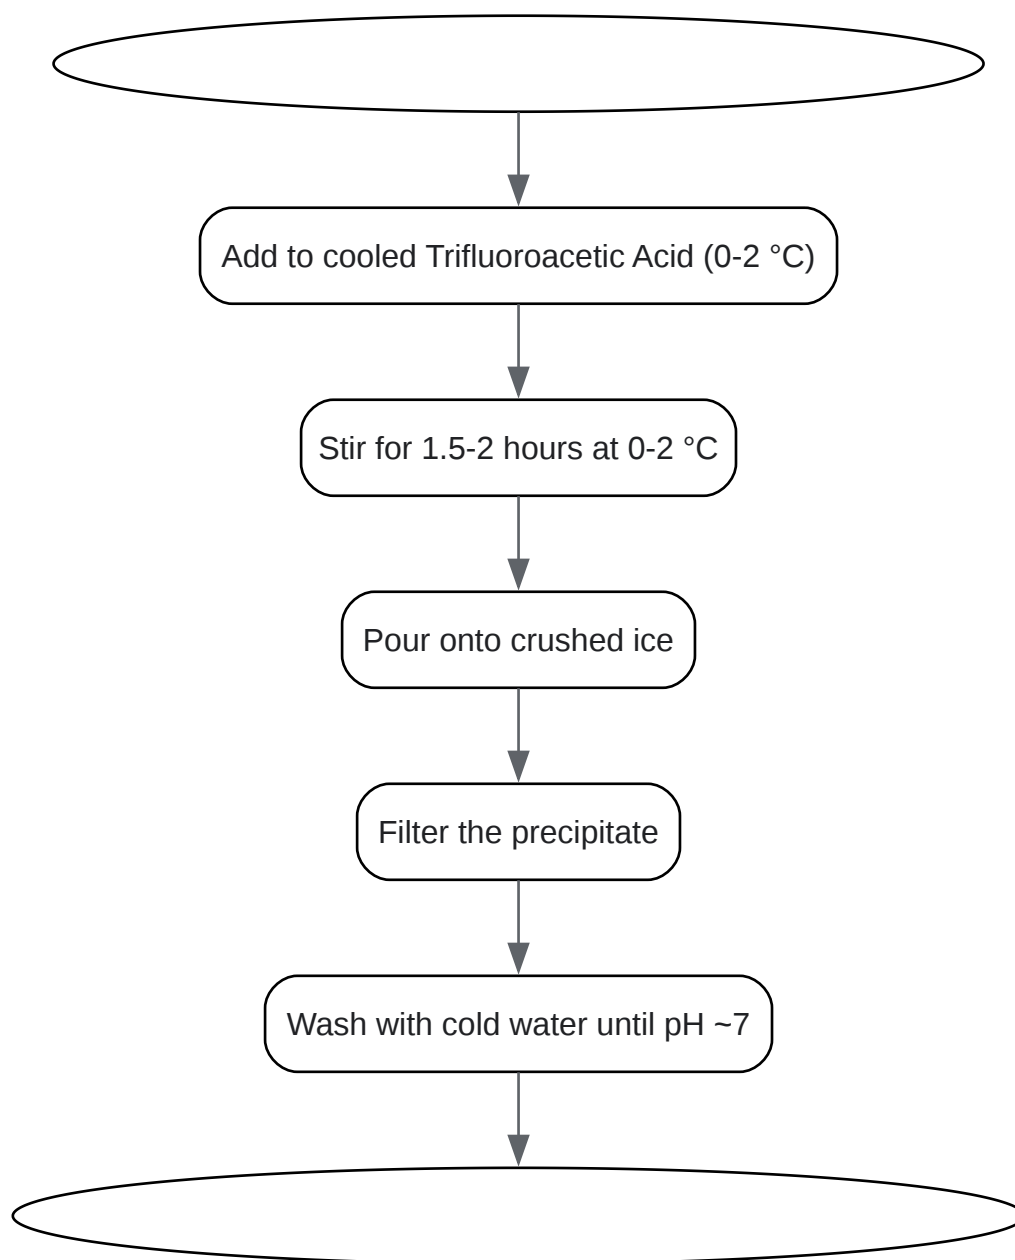 Add to cooled Trifluoroacetic Acid (0-2 °C)
Stir for 1.5-2 hours at 0-2 °C
Pour onto crushed ice
Filter the precipitate
Wash with cold water until pH ~7